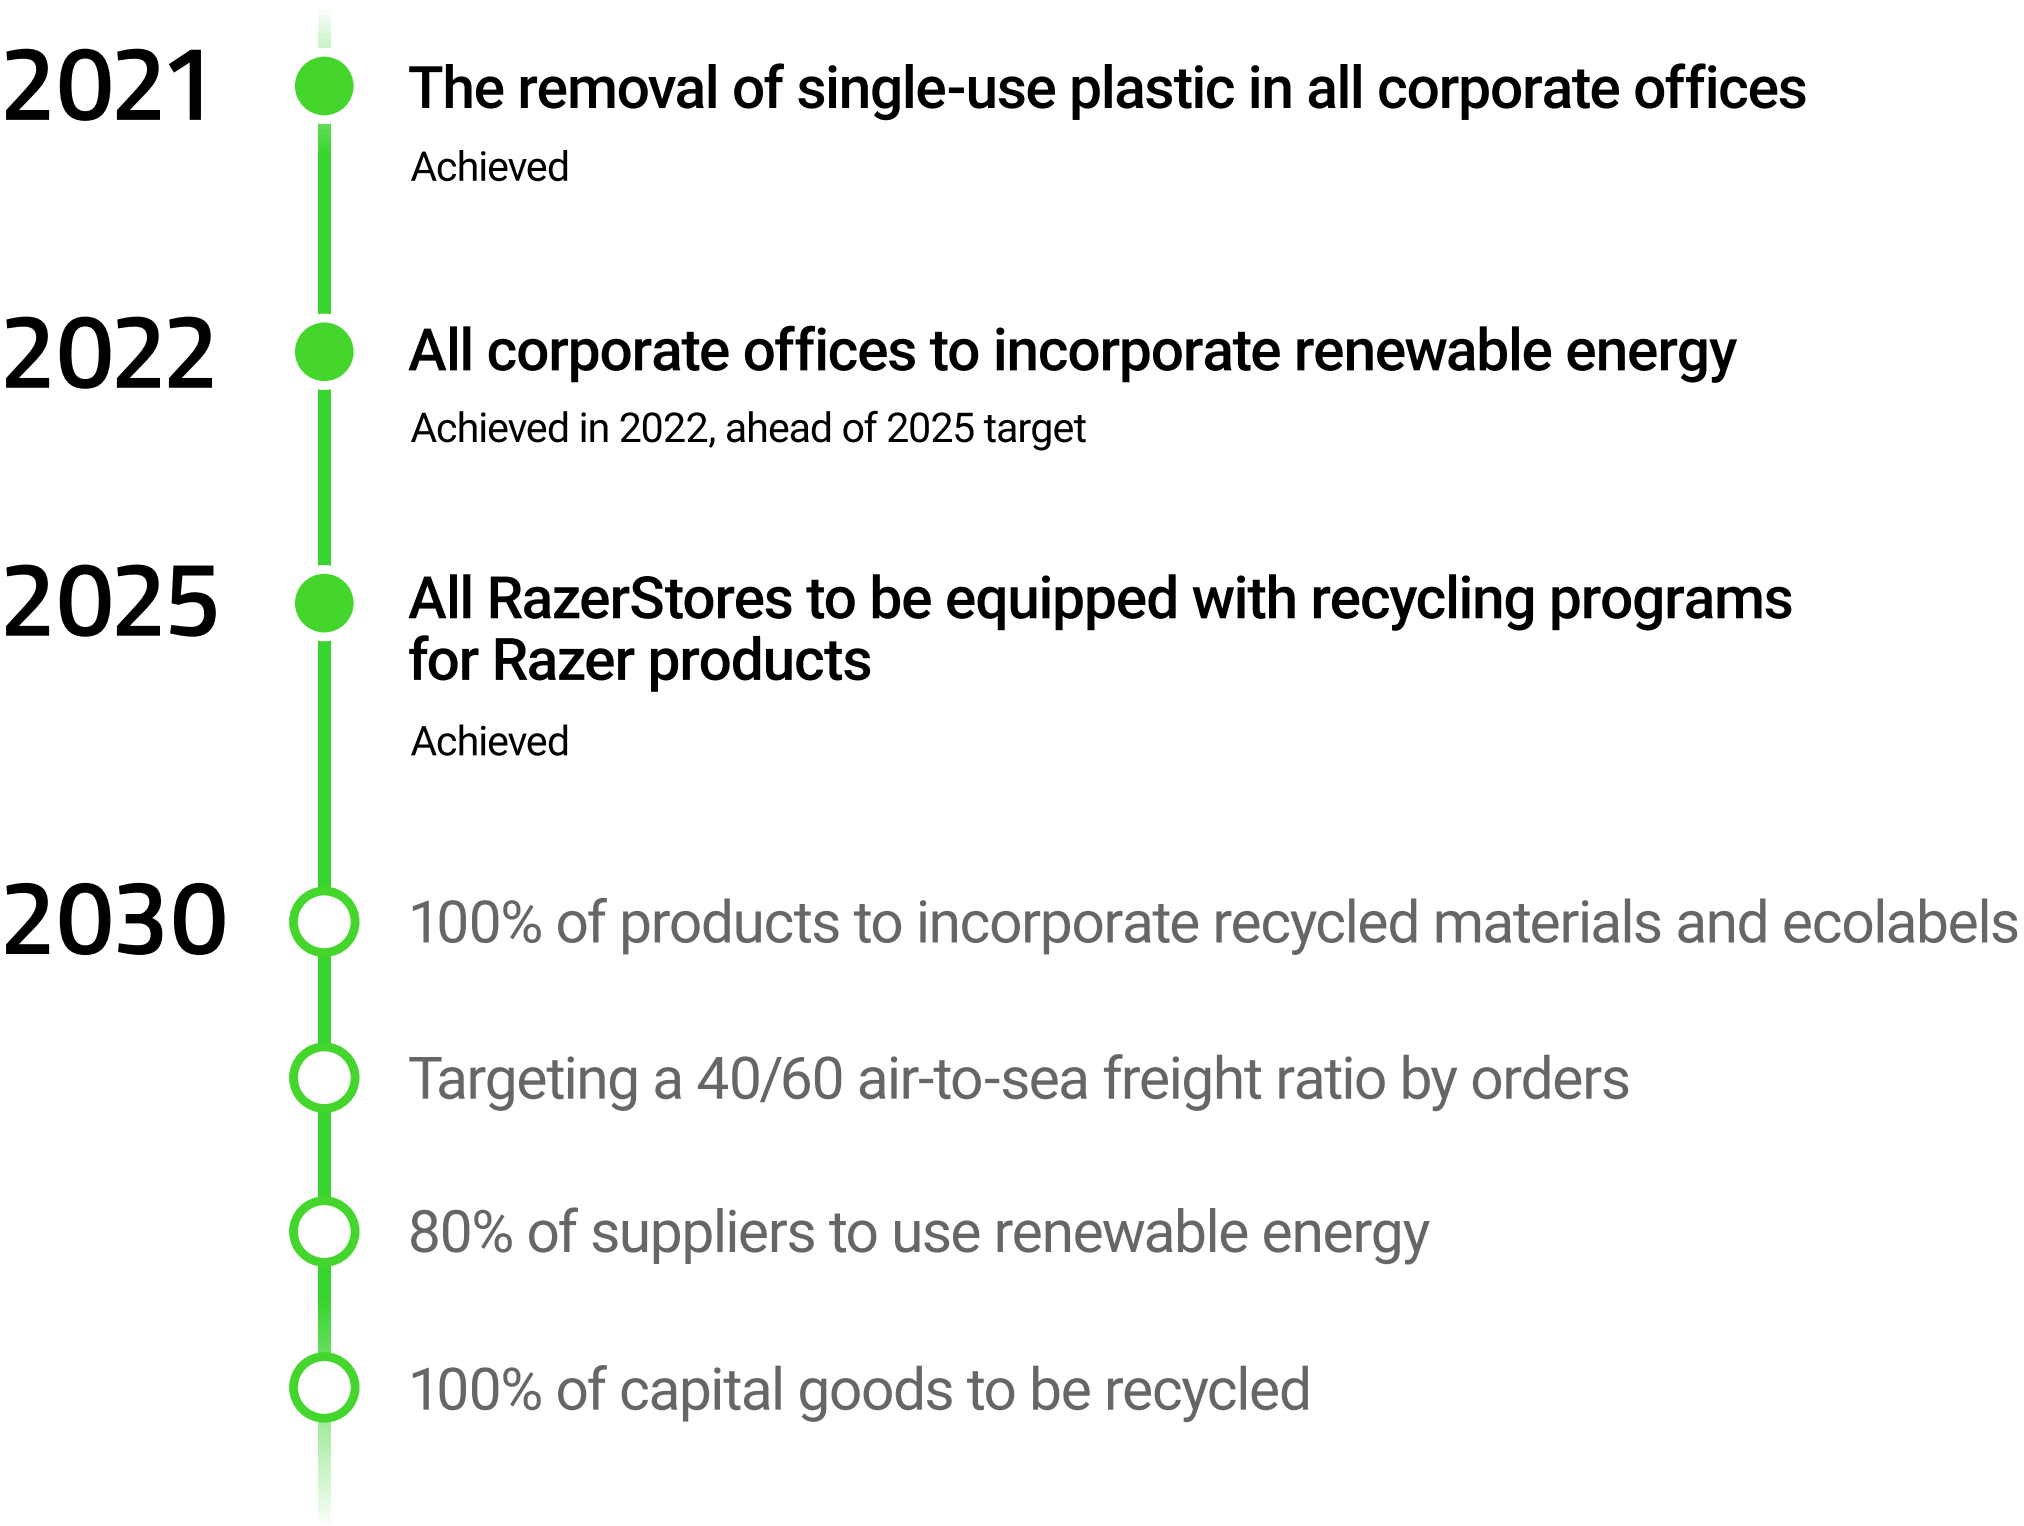 2021
The removal of single-use plastic in all corporate offices
Achieved
2022
All corporate offices to incorporate renewable energy
Achieved in 2022, ahead of 2025 target
2025
All RazerStores to be equipped with recycling programs
for Razer products
Achieved
2030
100% of products to incorporate recycled materials and ecolabels
Targeting a 40/60 air-to-sea freight ratio by orders
80% of suppliers to use renewable energy
100% of capital goods to be recycled